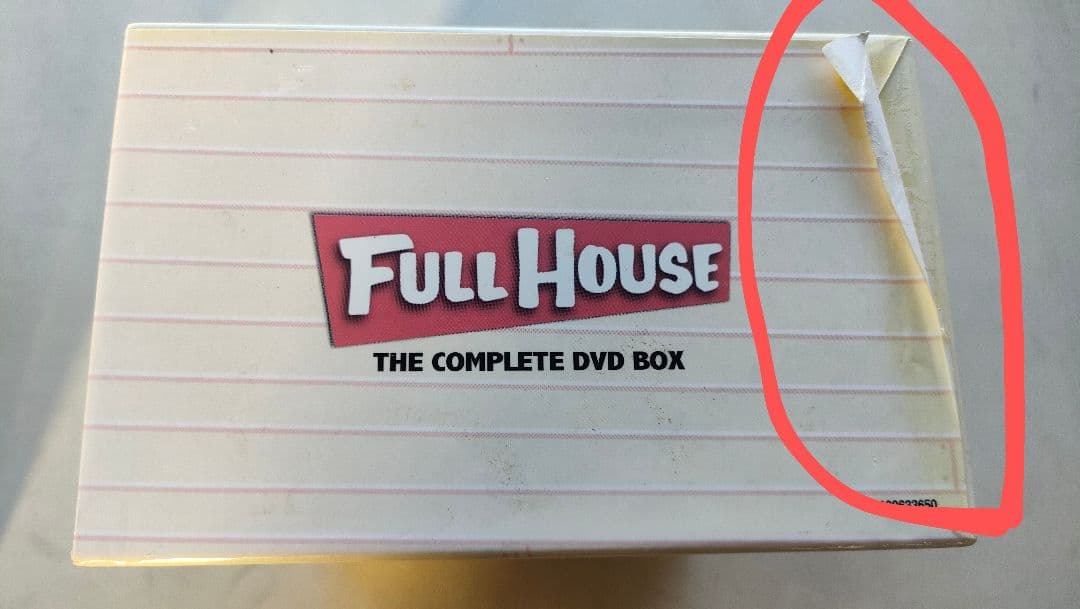 FULL HOUSE
THE COMPLETE DVD BOX